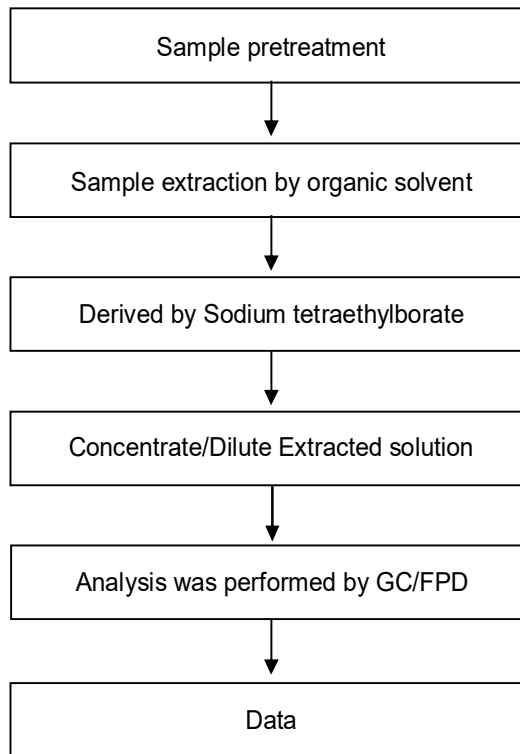 Sample pretreatment
Sample extraction by organic solvent
Derived by Sodium tetraethylborate
Concentrate/Dilute Extracted solution
Analysis was performed by GC/FPD
Data